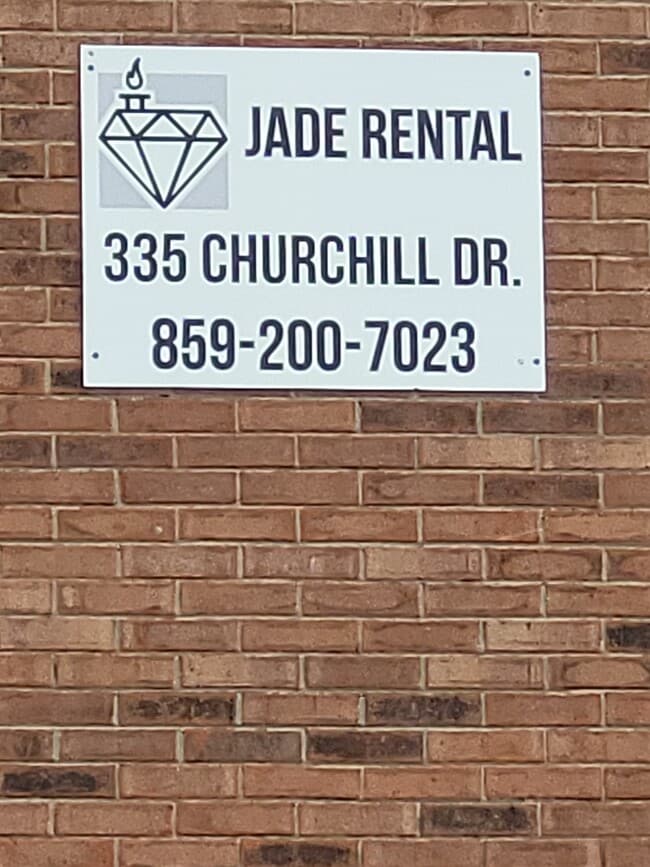 JADE RENTAL
335 CHURCHILL DR.
859-200-7023